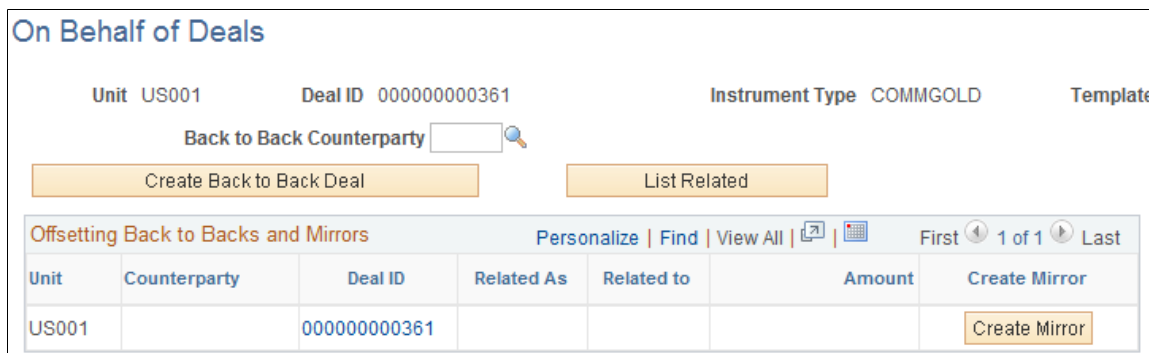 On Behalf of Deals
Unit US001 Deal ID 000000000361 Instrument Type COMMGOLD Template
Back to Back Counterparty
Create Back to Back Deal List Related
Offsetting Back to Backs and Mirrors Personalize | Find | View All | | First 1 of 1 Last
Unit Counterparty Deal ID Related As Related to Amount Create Mirror
US001 000000000361 Create Mirror